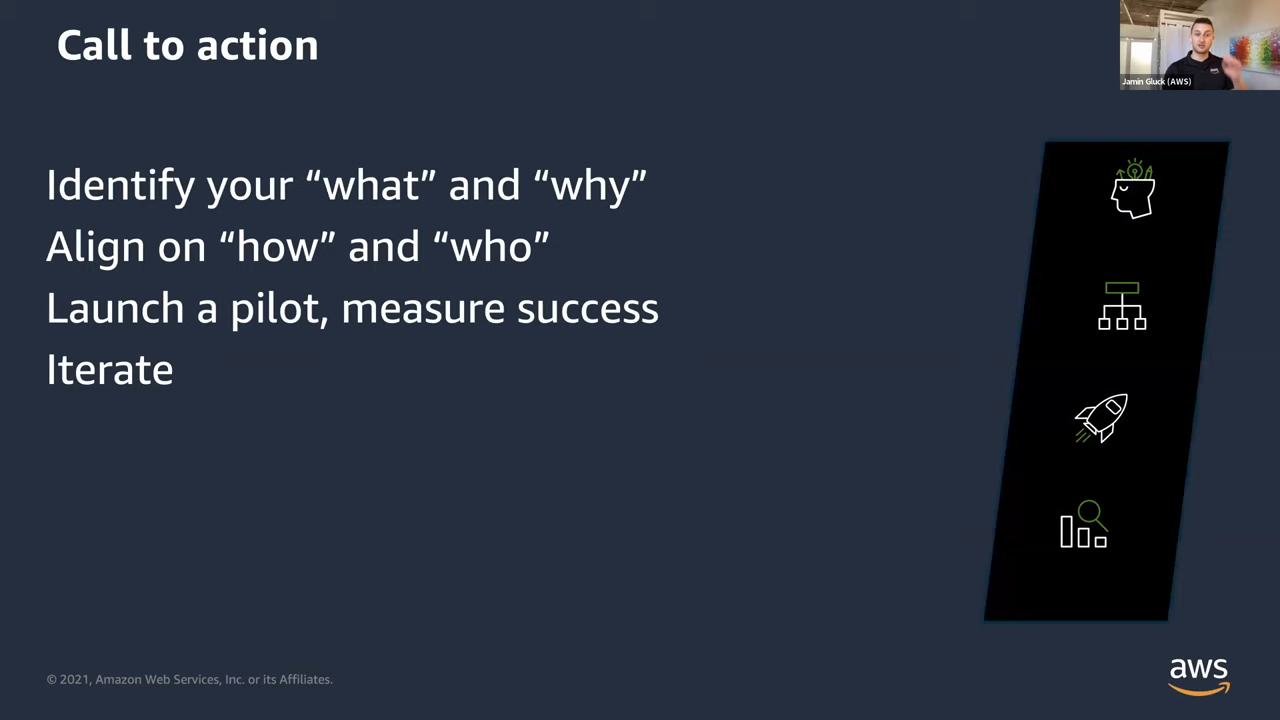 Call to action
Jamin Gluck (AWS)
Identify your “what” and “why”
Align on “how” and “who”
Launch a pilot, measure success
Iterate
© 2021, Amazon Web Services, Inc. or its Affiliates.
aws